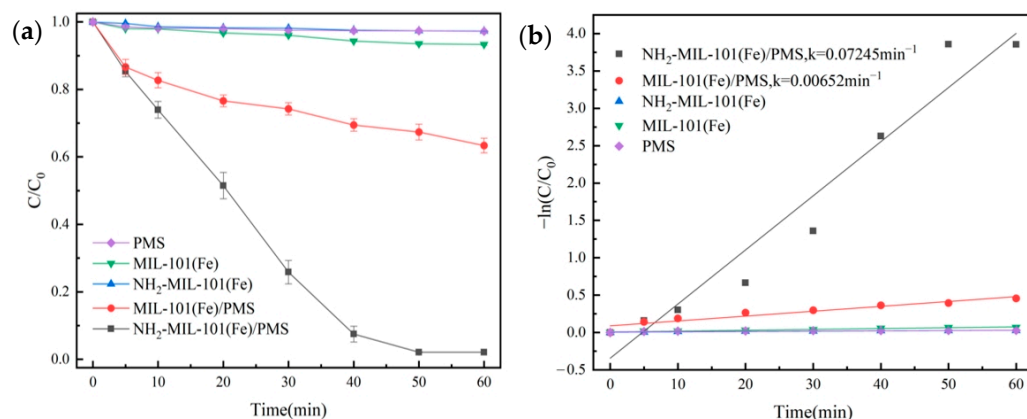 (a)
1.0
0.8
0.6
0.4
0.2
0.0
C/C₀
PMS
MIL-101(Fe)
NH₂-MIL-101(Fe)
MIL-101(Fe)/PMS
NH₂-MIL-101(Fe)/PMS
0 10 20 30 40 50 60
Time(min)
(b)
4.0
3.5
3.0
2.5
2.0
1.5
1.0
0.5
0.0
−0.5
−ln(C/C₀)
NH₂-MIL-101(Fe)/PMS,k=0.07245min⁻¹
MIL-101(Fe)/PMS,k=0.00652min⁻¹
NH₂-MIL-101(Fe)
MIL-101(Fe)
PMS
0 10 20 30 40 50 60
Time(min)